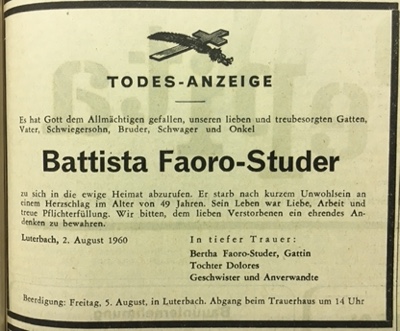 TODES-ANZEIGE
Es hat Gott dem Allmächtigen gefallen, unseren lieben und treubesorgten Gatten,
Vater, Schwiegersohn, Bruder, Schwager und Onkel
Battista Faoro-Studer
zu sich in die ewige Heimat abzurufen. Er starb nach kurzem Unwohlsein an
einem Herzschlag im Alter von 49 Jahren. Sein Leben war Liebe, Arbeit und
treue Pflichterfüllung. Wir bitten, dem lieben Verstorbenen ein ehrendes An-
denken zu bewahren.
Luterbach, 2. August 1960
In tiefer Trauer:
Bertha Faoro-Studer, Gattin
Tochter Dolores
Geschwister und Anverwandte
Beerdigung: Freitag, 5. August, in Luterbach. Abgang beim Trauerhaus um 14 Uhr